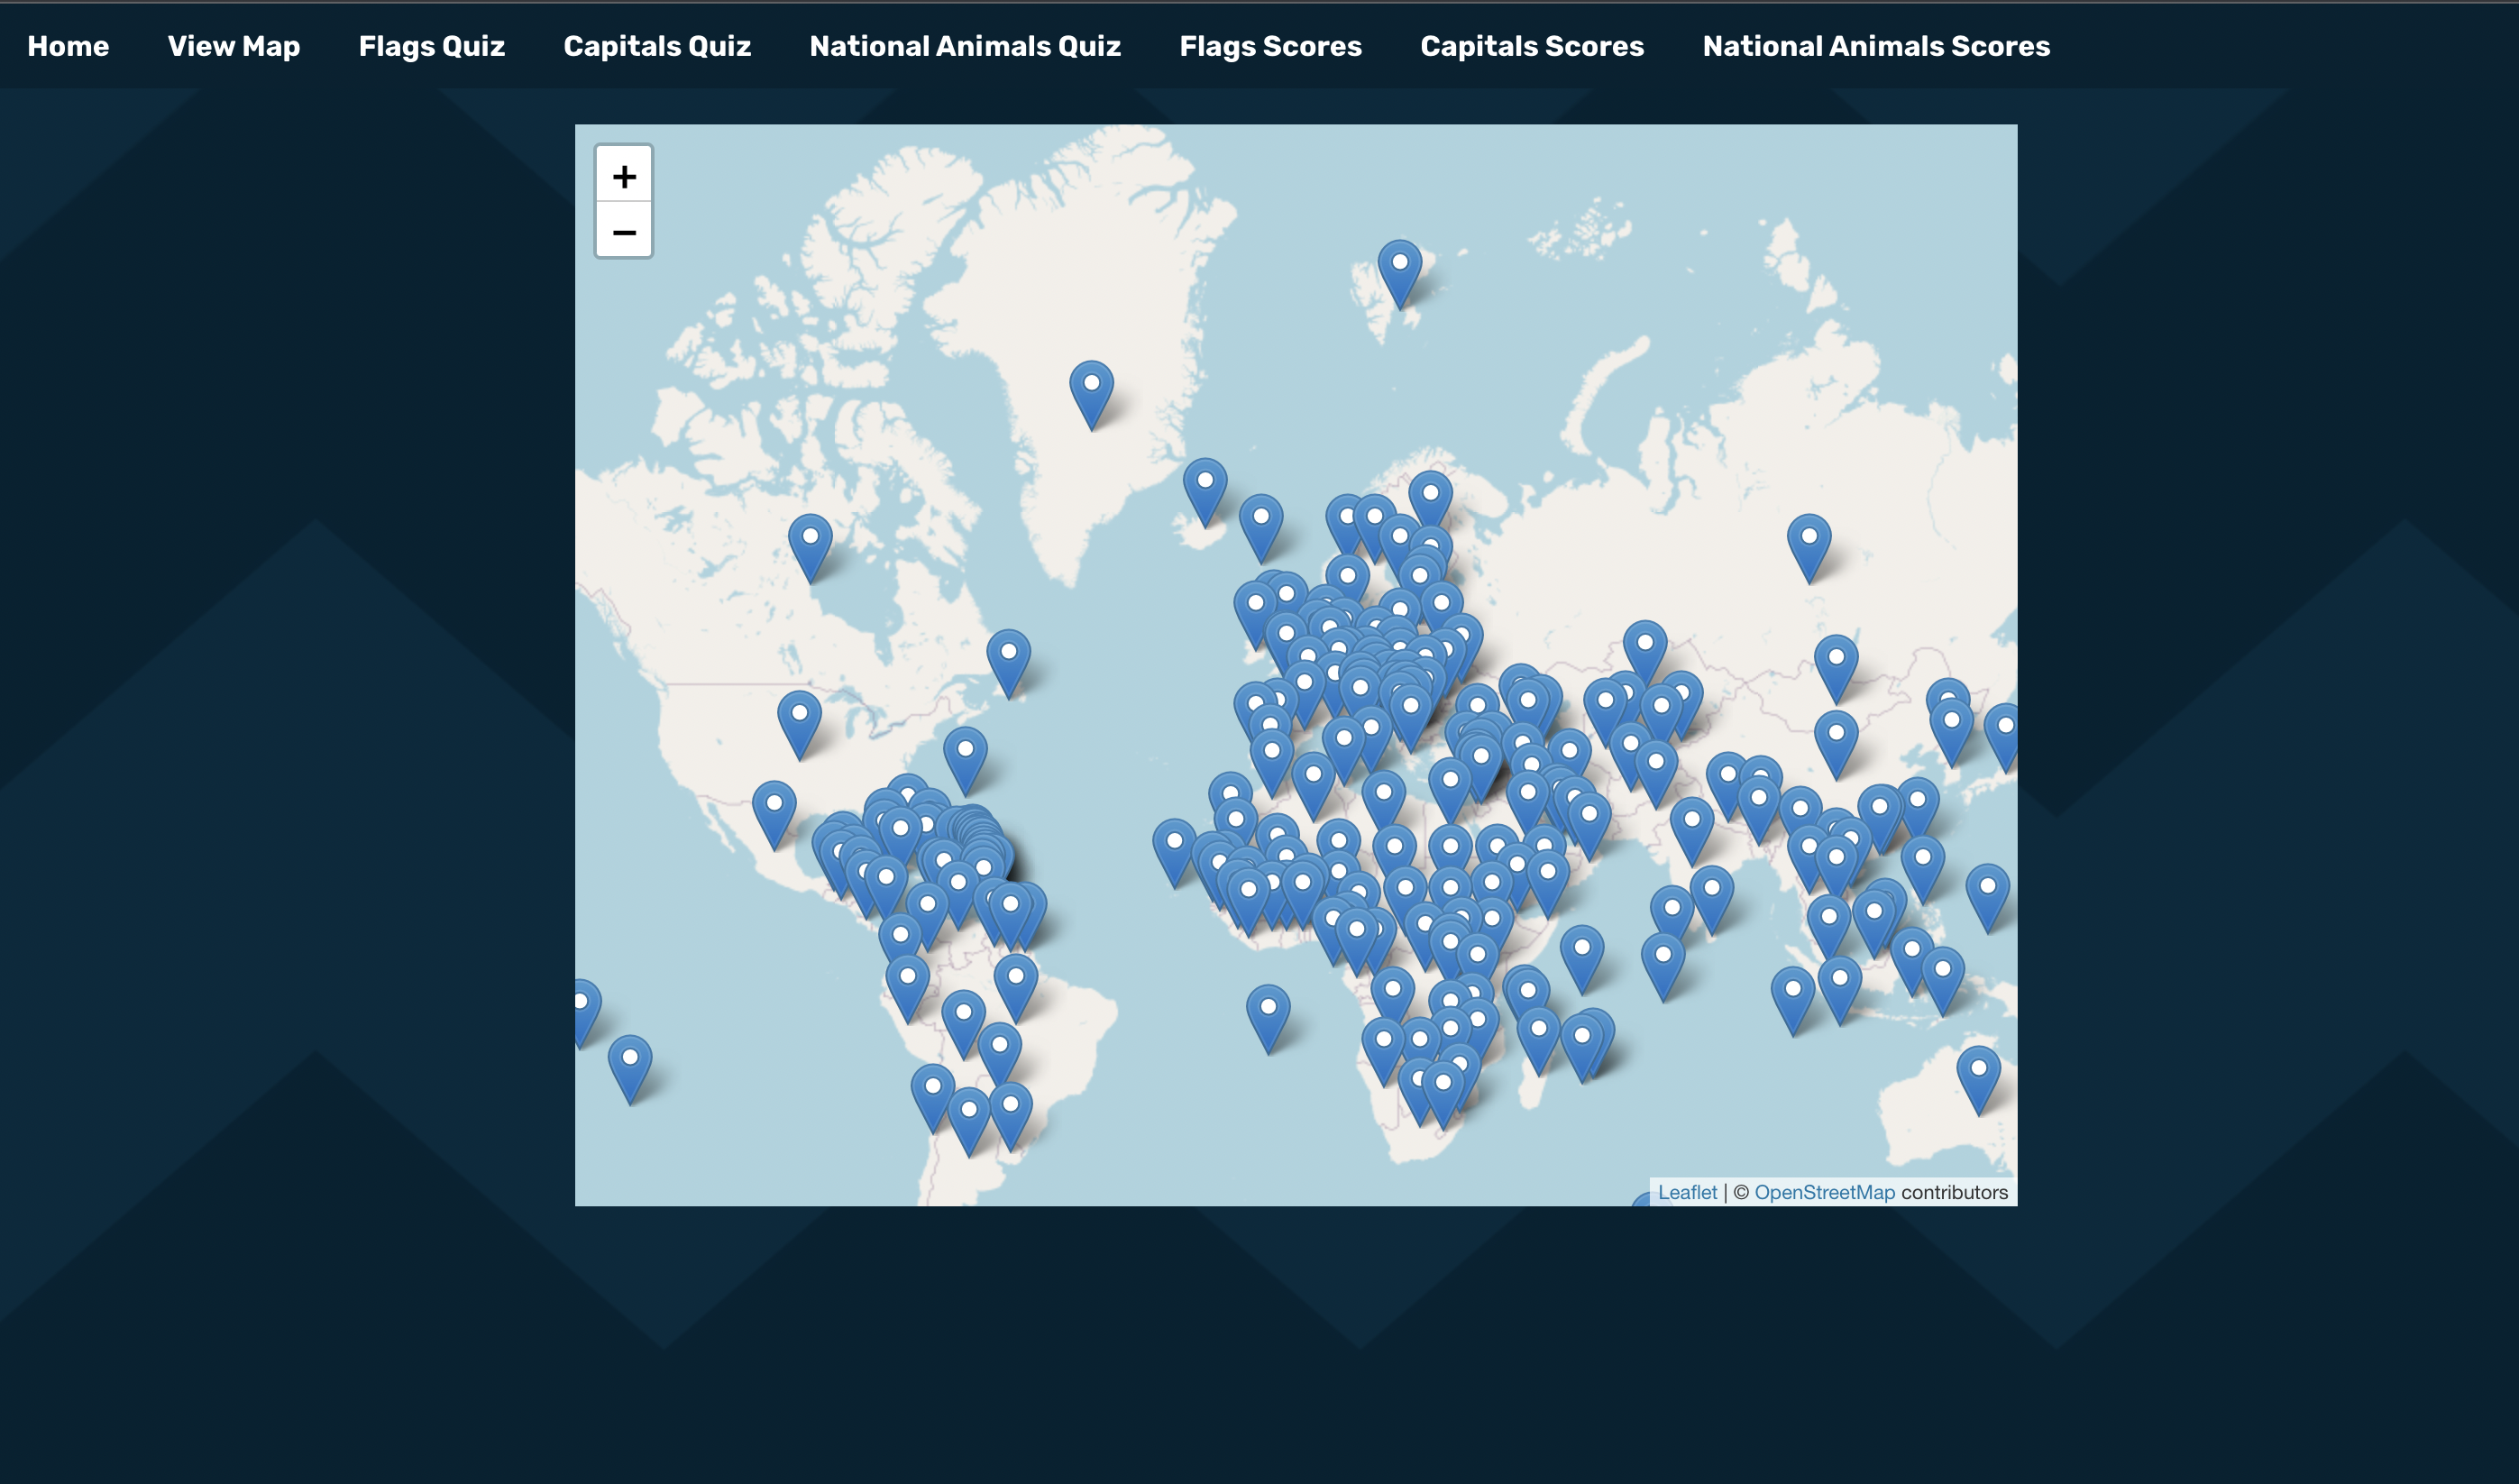 Home View Map Flags Quiz Capitals Quiz National Animals Quiz Flags Scores Capitals Scores National Animals Scores
+
−
Leaflet | © OpenStreetMap contributors